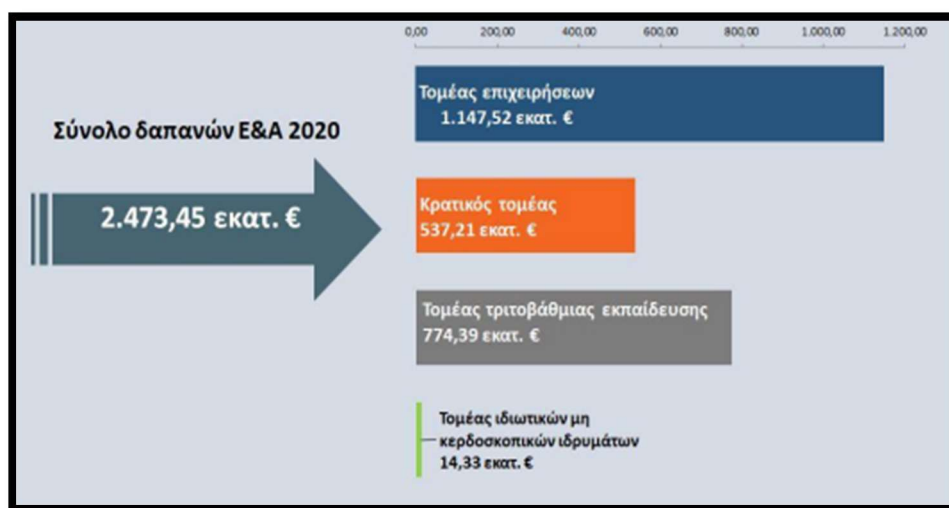 0,00 200,00 400,00 600,00 800,00 1.000,00 1.200,00
Σύνολο δαπανών Ε&Α 2020
2.473,45 εκατ. €
Τομέας επιχειρήσεων
1.147,52 εκατ. €
Κρατικός τομέας
537,21 εκατ. €
Τομέας τριτοβάθμιας εκπαίδευσης
774,39 εκατ. €
Τομέας ιδιωτικών μη
κερδοσκοπικών ιδρυμάτων
14,33 εκατ. €